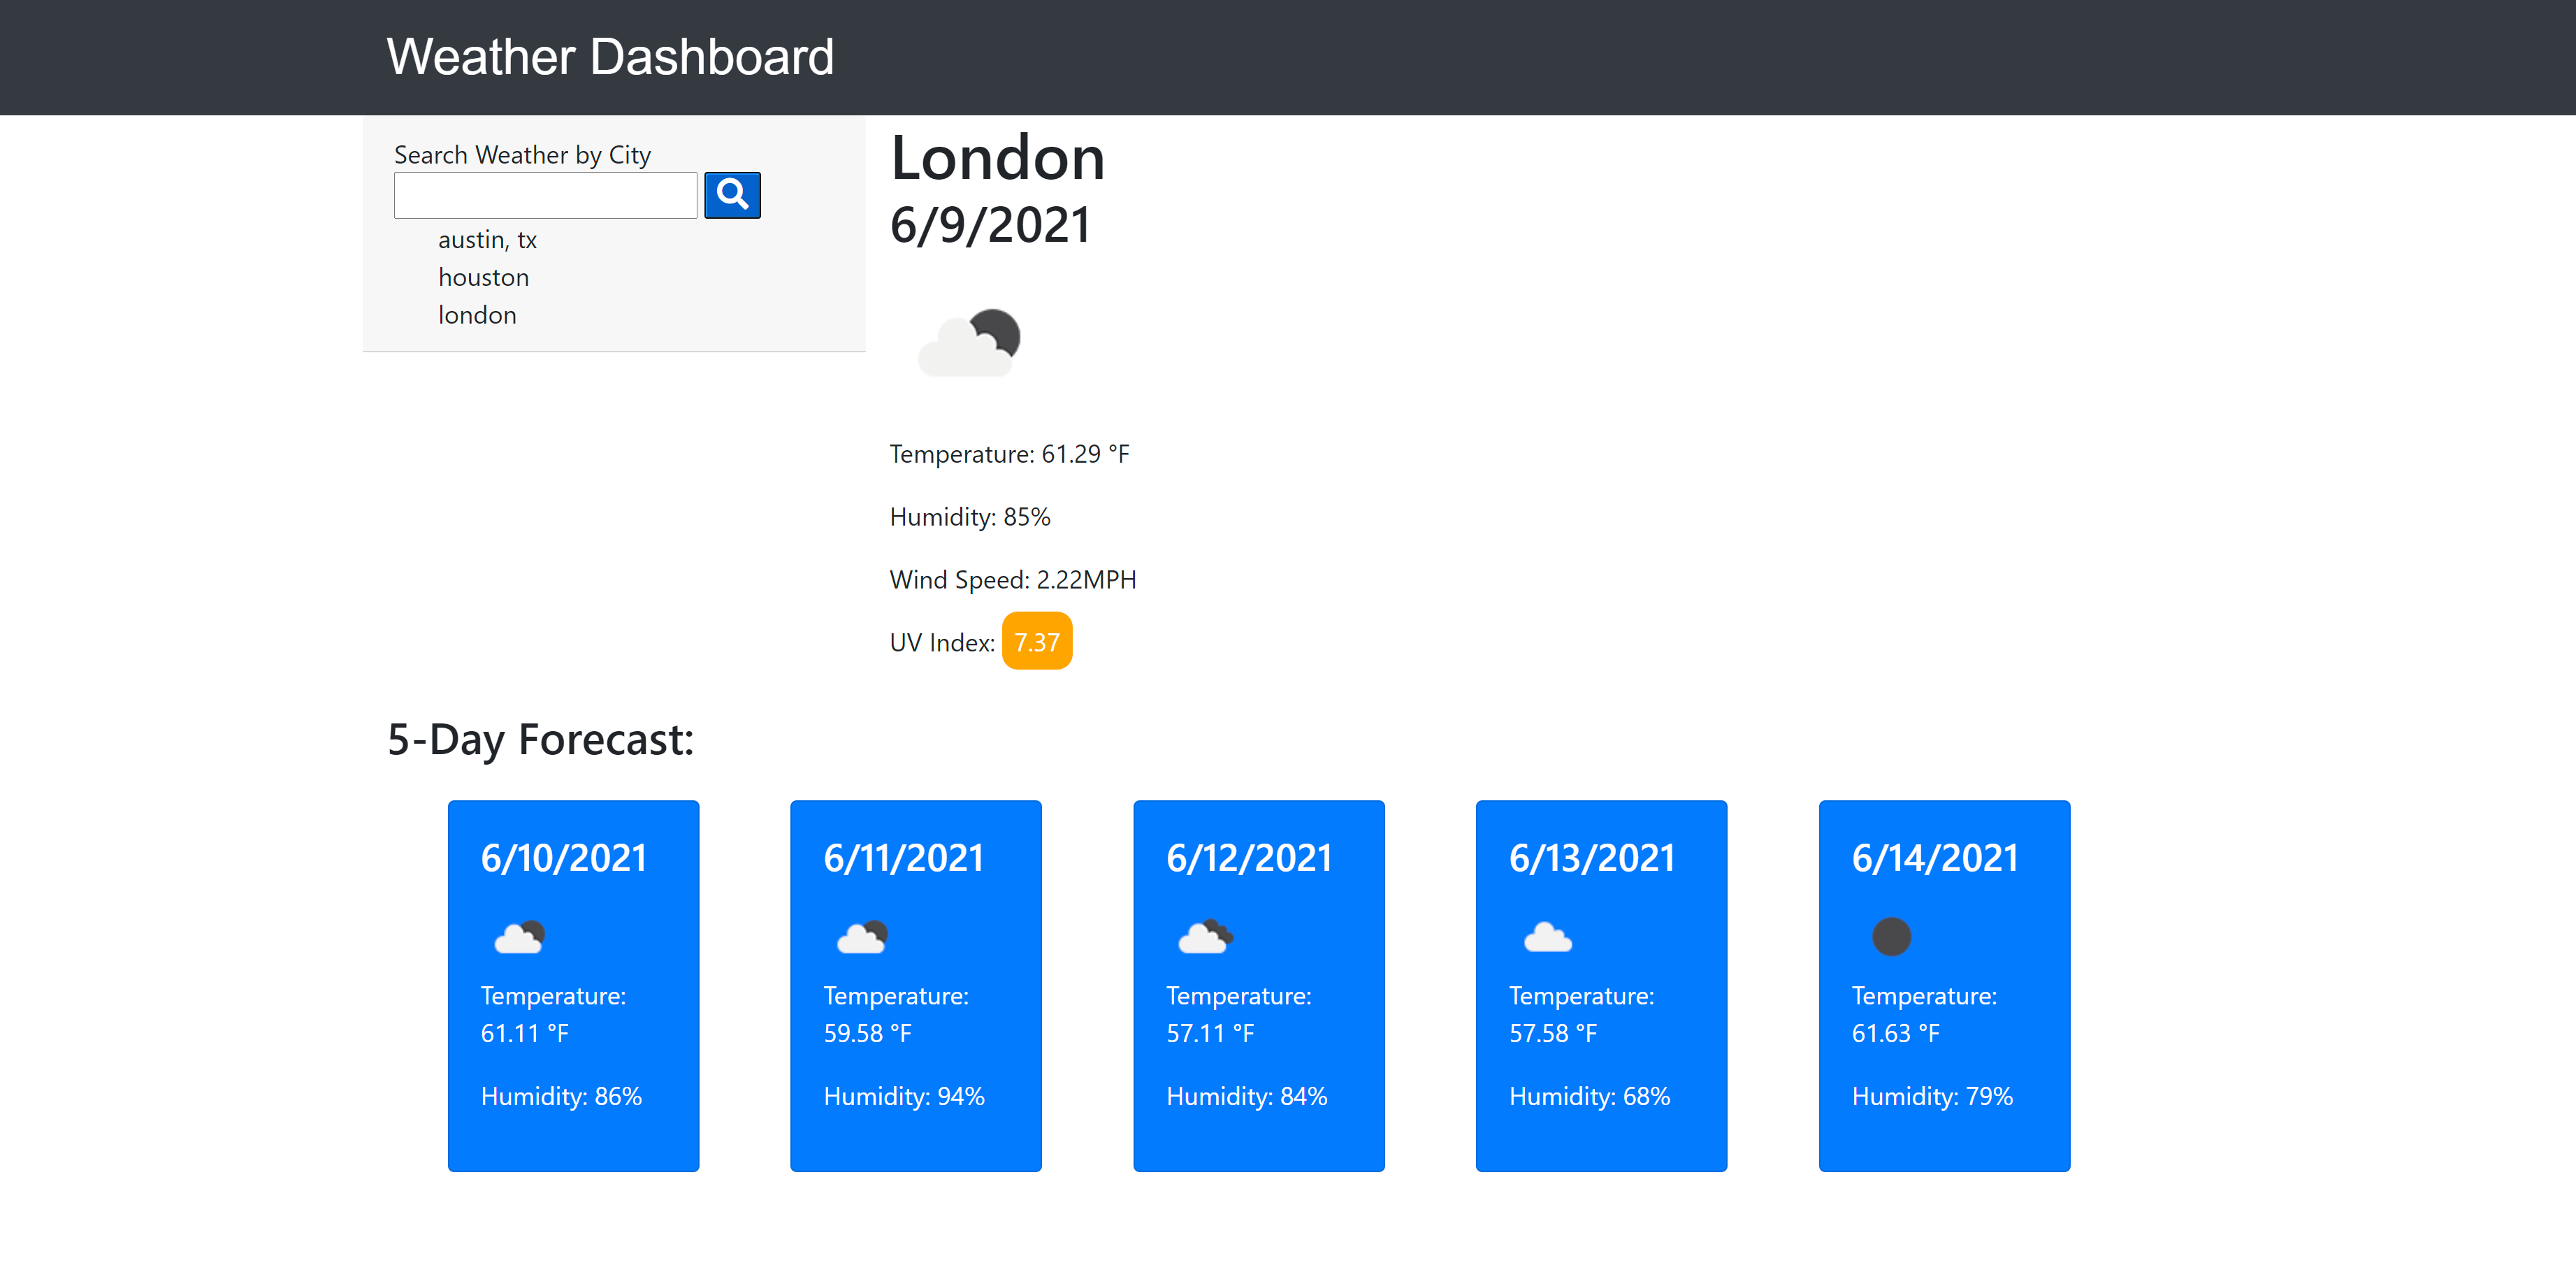 Weather Dashboard
Search Weather by City
austin, tx
houston
london
London
6/9/2021
Temperature: 61.29 °F
Humidity: 85%
Wind Speed: 2.22MPH
UV Index: 7.37
5-Day Forecast:
6/10/2021
Temperature:
61.11 °F
Humidity: 86%
6/11/2021
Temperature:
59.58 °F
Humidity: 94%
6/12/2021
Temperature:
57.11 °F
Humidity: 84%
6/13/2021
Temperature:
57.58 °F
Humidity: 68%
6/14/2021
Temperature:
61.63 °F
Humidity: 79%